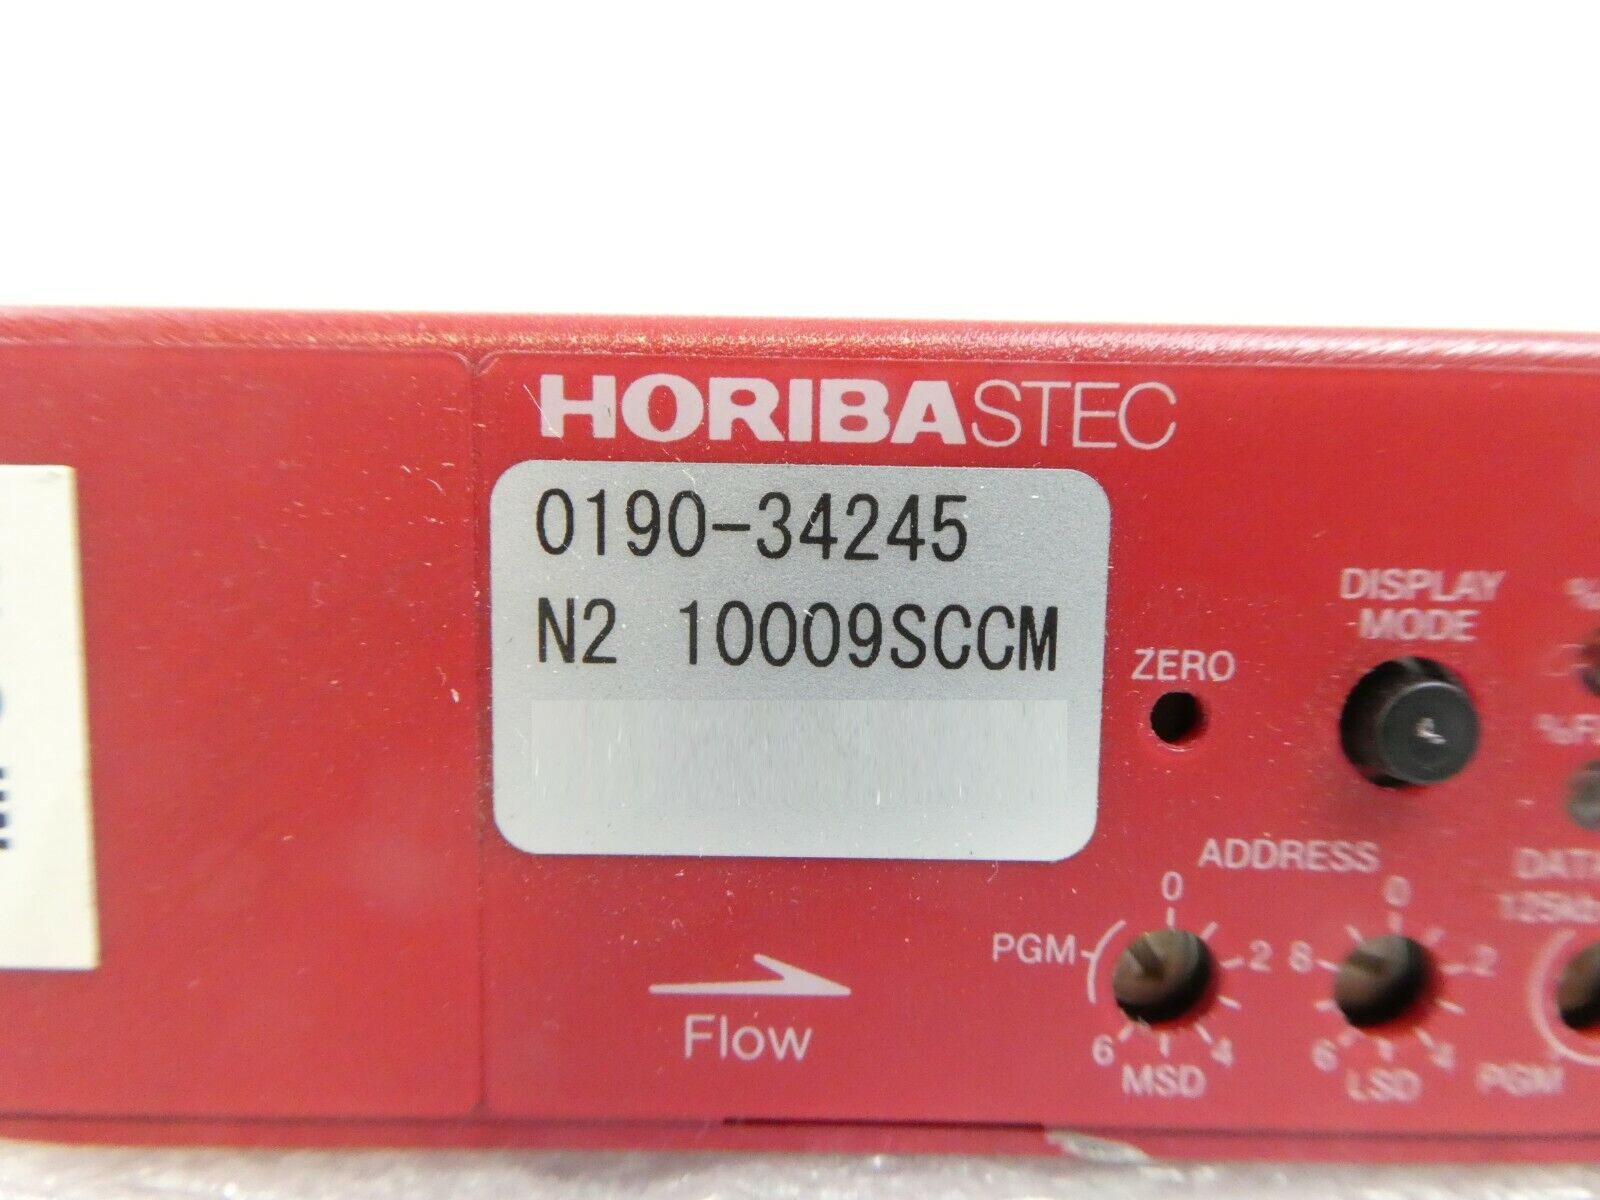 HORIBASTEC
0190-34245
N2 10009SCCM
DISPLAY
MODE
ZERO
ADDRESS
0 0
PGM 2 8 2
6 4 6 4
MSD LSD PGM
Flow